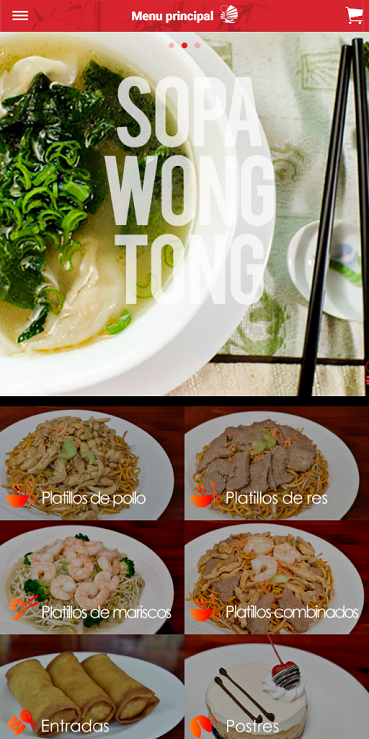 Menu principal
SOPA
WONG
TONG
Platillos de pollo
Platillos de res
Platillos de mariscos
Platillos combinados
Entradas
Postres